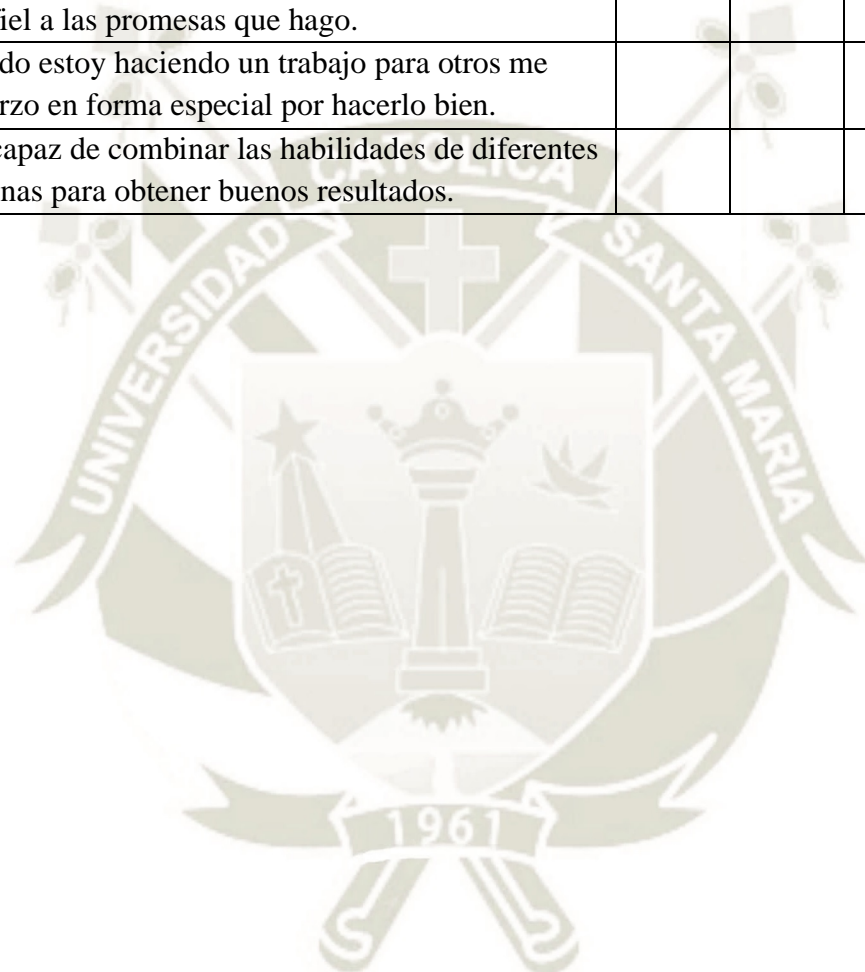 fiel a las promesas que hago.
do estoy haciendo un trabajo para otros me
rzo en forma especial por hacerlo bien.
capaz de combinar las habilidades de diferentes
nas para obtener buenos resultados.
UNIVERSIDAD CATOLICA SANTA MARIA
1961